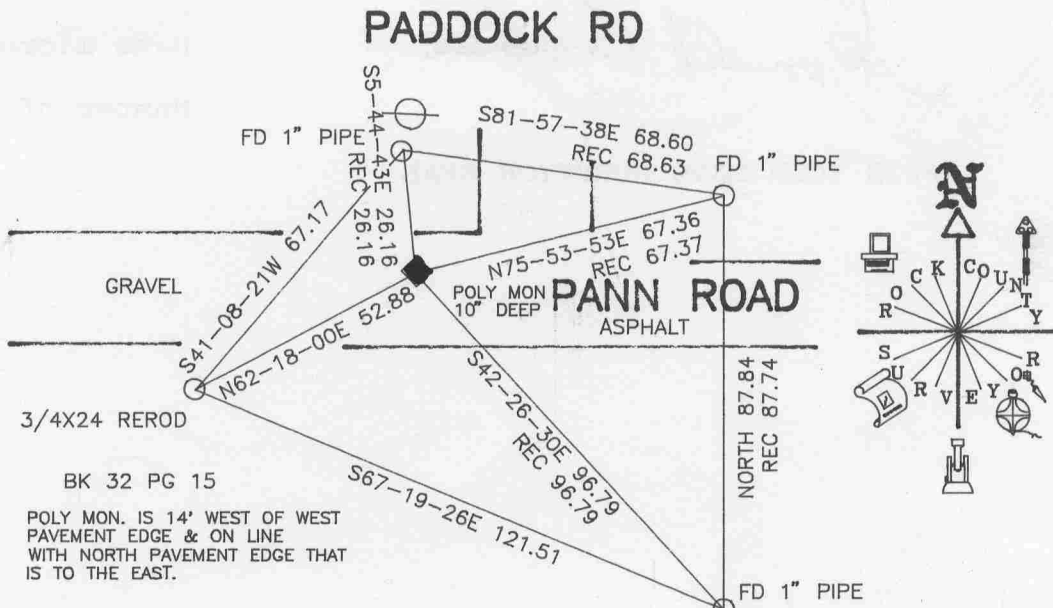 PADDOCK RD
FD 1" PIPE
S5-44-43E 26.16
REC 26.16
S81-57-38E 68.60
REC 68.63
FD 1" PIPE
N
S41-08-21W 67.17
N75-53-53E 67.36
REC 67.37
GRAVEL
POLY MON
10" DEEP
PANN ROAD
ASPHALT
ROCK COUNTY
SURVEYOR
N62-18-00E 52.88
3/4X24 REROD
S42-26-30E 96.79
REC 96.79
NORTH 87.84
REC 87.74
S67-19-26E 121.51
BK 32 PG 15
POLY MON. IS 14' WEST OF WEST
PAVEMENT EDGE & ON LINE
WITH NORTH PAVEMENT EDGE THAT
IS TO THE EAST.
FD 1" PIPE